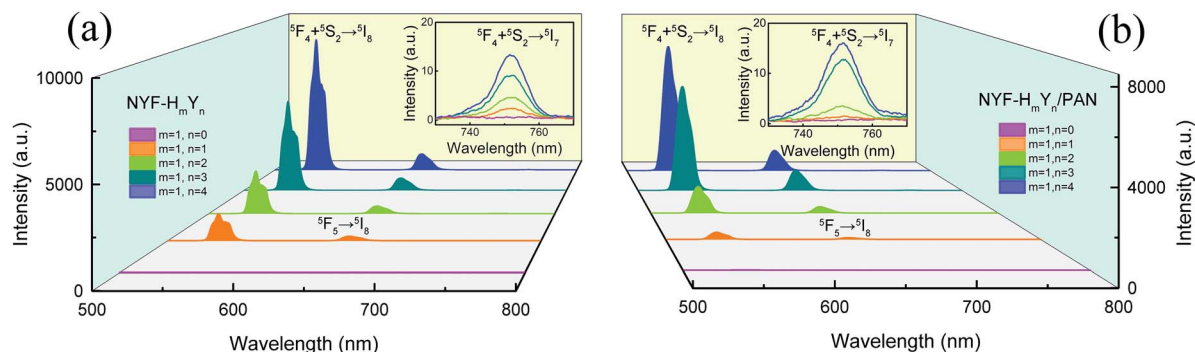 (a)
⁵F₄+⁵S₂→⁵I₈
⁵F₄+⁵S₂→⁵I₇
Intensity (a.u.)
20
10
0
740
760
Wavelength (nm)
NYF-HₘYₙ
m=1, n=0
m=1, n=1
m=1, n=2
m=1, n=3
m=1, n=4
⁵F₅→⁵I₈
Intensity (a.u.)
10000
5000
0
500
600
700
800
Wavelength (nm)
(b)
⁵F₄+⁵S₂→⁵I₈
⁵F₄+⁵S₂→⁵I₇
Intensity (a.u.)
20
10
0
740
760
Wavelength (nm)
NYF-HₘYₙ/PAN
m=1, n=0
m=1, n=1
m=1, n=2
m=1, n=3
m=1, n=4
⁵F₅→⁵I₈
Intensity (a.u.)
8000
4000
0
500
600
700
800
Wavelength (nm)